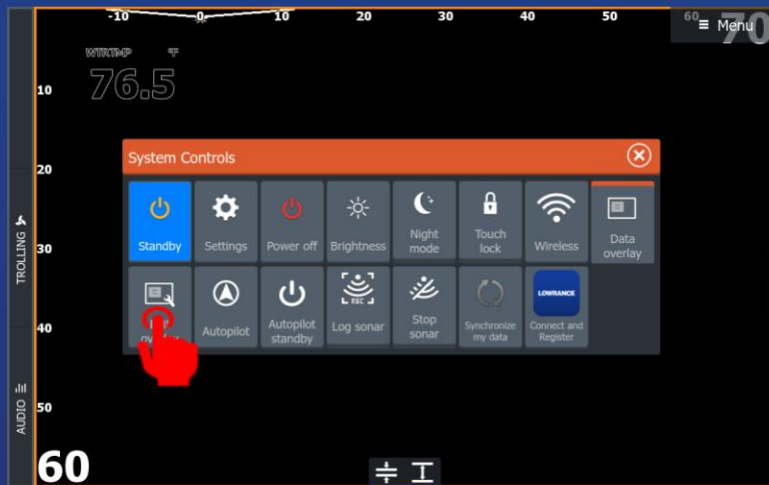 -10 0 10 20 30 40 50 60 70
Menu
WTRTMP °F
76.5
10
20
30
40
50
60
TROLLING
AUDIO
System Controls
Standby
Settings
Power off
Brightness
Night
mode
Touch
lock
Wireless
Data
overlay
Autopilot
Autopilot
standby
REC
Log sonar
Stop
sonar
Synchronize
my data
LOWRANCE
Connect and
Register